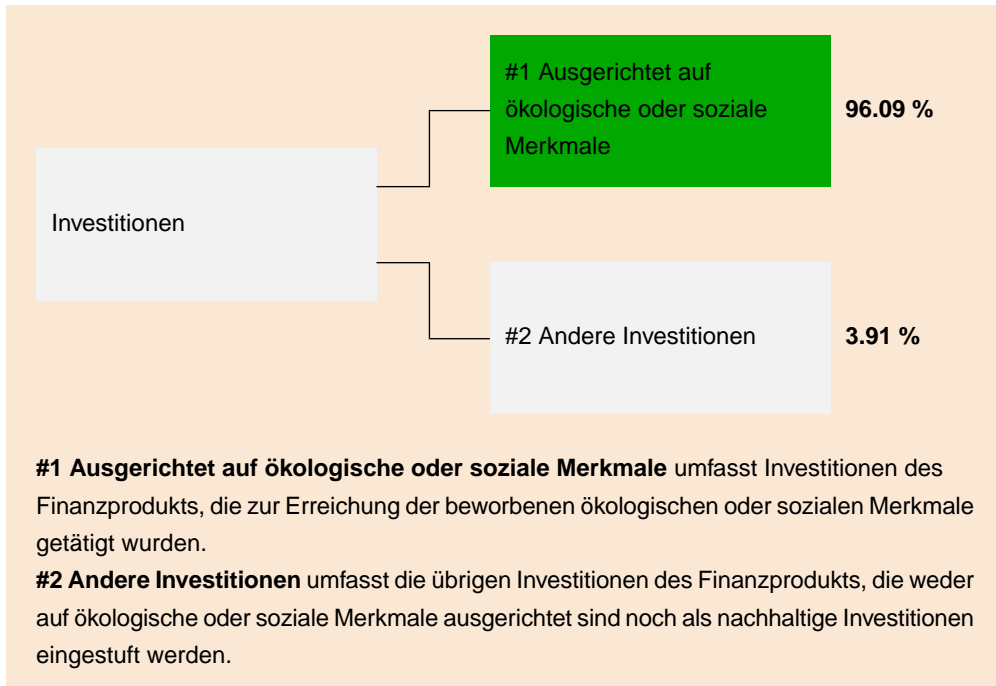 #1 Ausgerichtet auf
ökologische oder soziale
Merkmale
96.09 %
Investitionen
#2 Andere Investitionen
3.91 %
#1 Ausgerichtet auf ökologische oder soziale Merkmale umfasst Investitionen des
Finanzprodukts, die zur Erreichung der beworbenen ökologischen oder sozialen Merkmale
getätigt wurden.
#2 Andere Investitionen umfasst die übrigen Investitionen des Finanzprodukts, die weder
auf ökologische oder soziale Merkmale ausgerichtet sind noch als nachhaltige Investitionen
eingestuft werden.